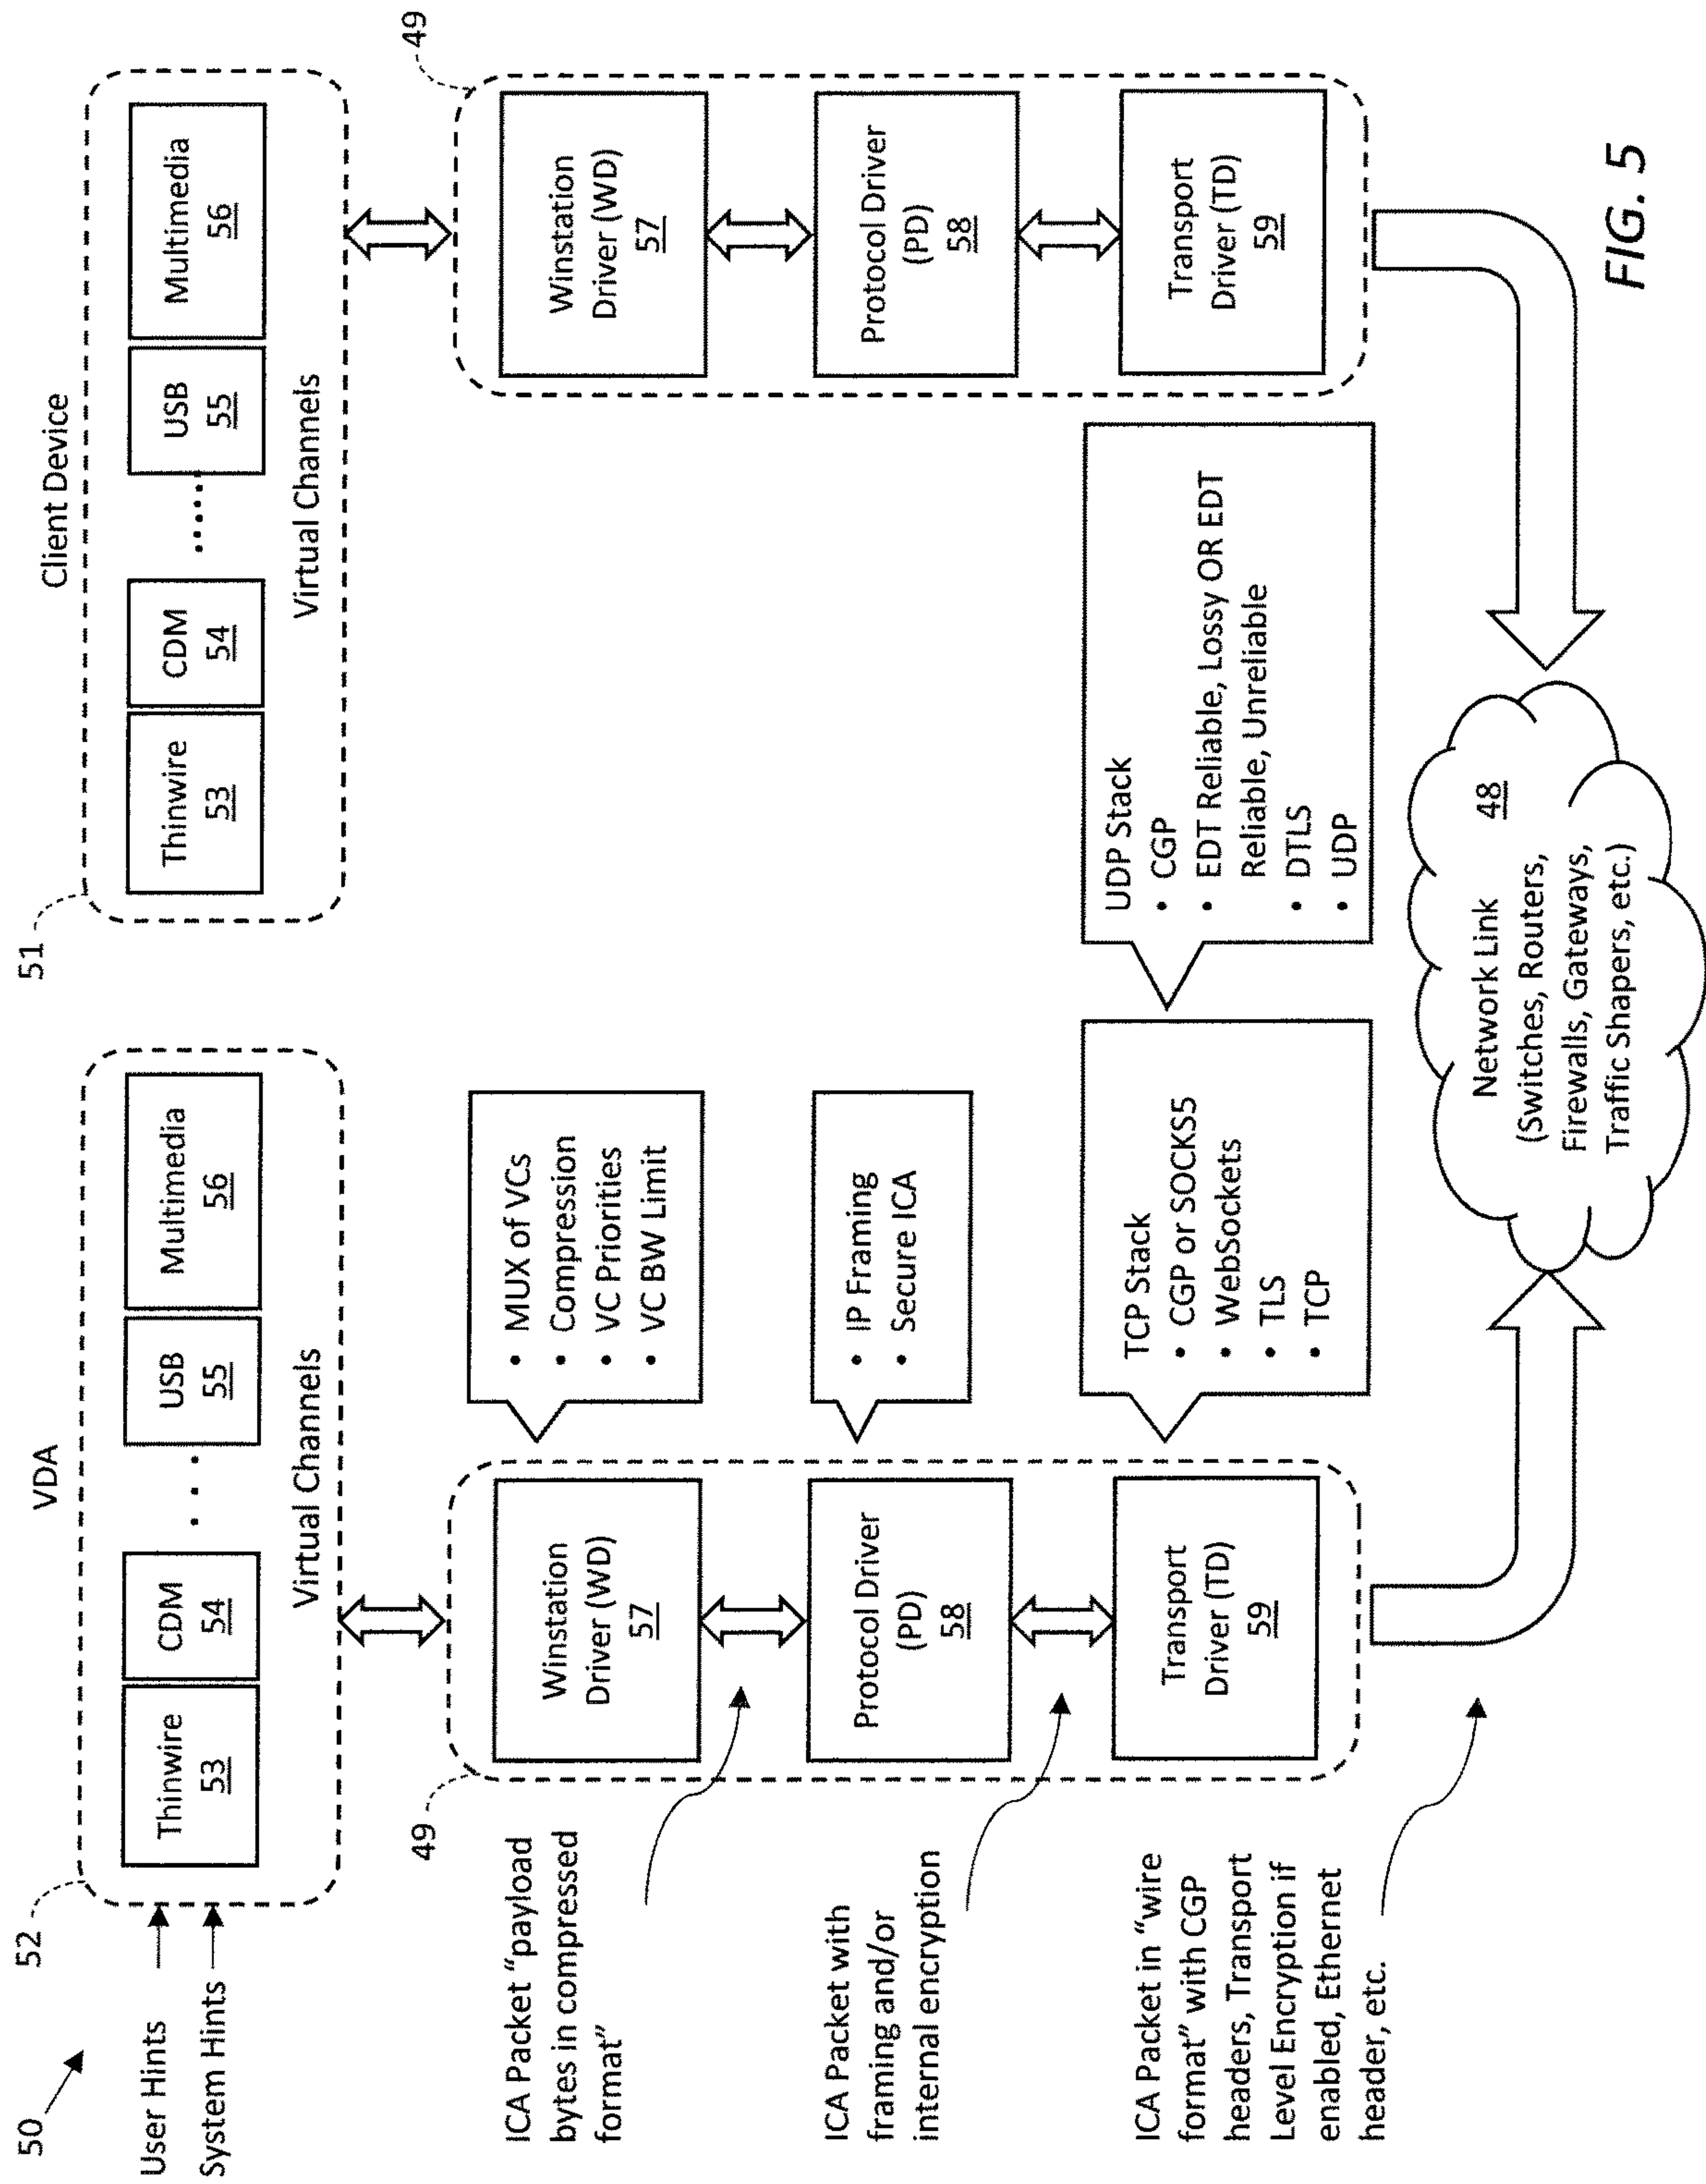 50
User Hints
System Hints
52
VDA
Thinwire
53
CDM
54
. . .
USB
55
Multimedia
56
Virtual Channels
51
Client Device
Thinwire
53
CDM
54
......
USB
55
Multimedia
56
Virtual Channels
49
Winstation
Driver (WD)
57
Protocol Driver
(PD)
58
Transport
Driver (TD)
59
ICA Packet “payload
bytes in compressed
format”
ICA Packet with
framing and/or
internal encryption
ICA Packet in “wire
format” with CGP
headers, Transport
Level Encryption if
enabled, Ethernet
header, etc.
• MUX of VCs
• Compression
• VC Priorities
• VC BW Limit
• IP Framing
• Secure ICA
TCP Stack
• CGP or SOCKS5
• WebSockets
• TLS
• TCP
UDP Stack
• CGP
• EDT Reliable, Lossy OR EDT
Reliable, Unreliable
• DTLS
• UDP
49
Winstation
Driver (WD)
57
Protocol Driver
(PD)
58
Transport
Driver (TD)
59
Network Link
48
(Switches, Routers,
Firewalls, Gateways,
Traffic Shapers, etc.)
FIG. 5